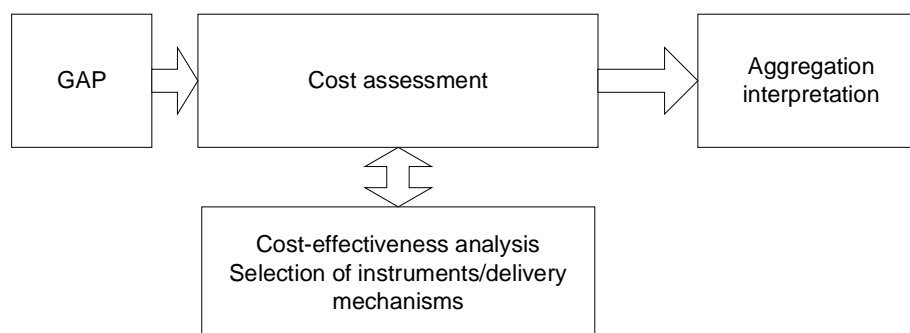 GAP
Cost assessment
Aggregation
interpretation
Cost-effectiveness analysis
Selection of instruments/delivery
mechanisms